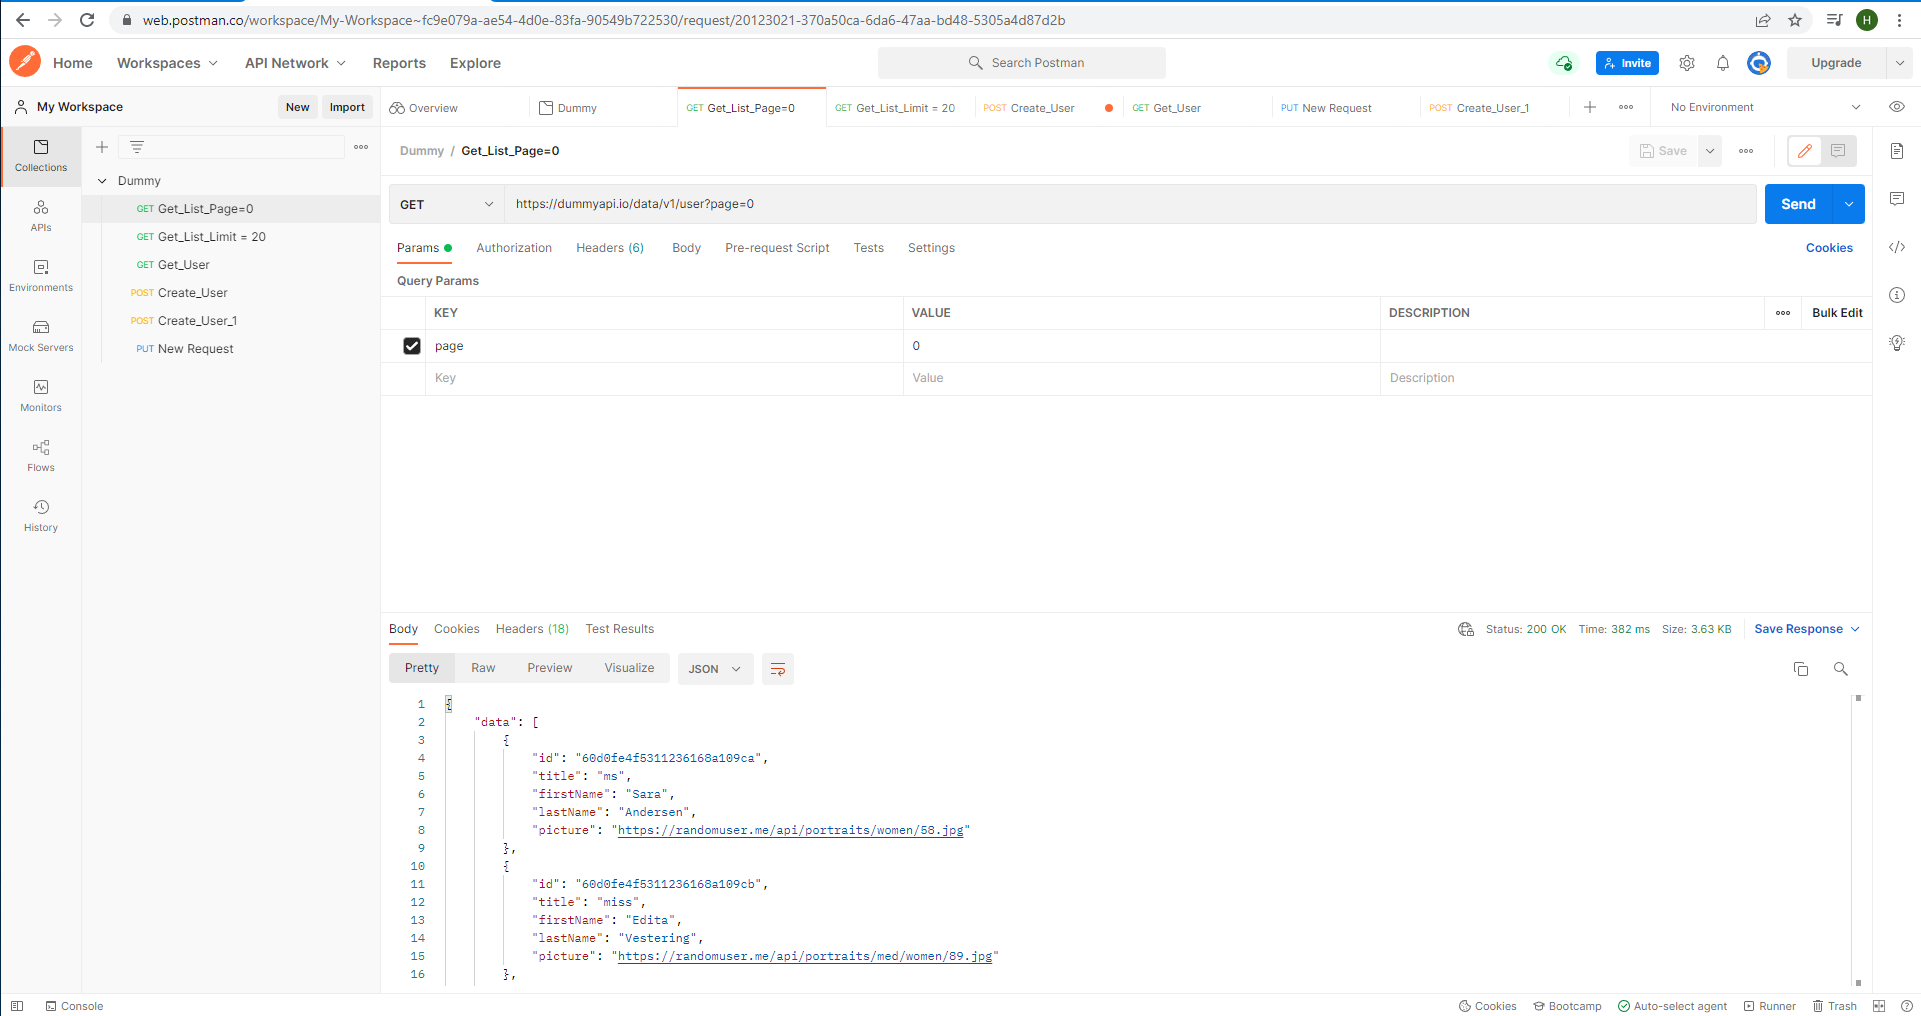 web.postman.co/workspace/My-Workspace~fc9e079a-ae54-4d0e-83fa-90549b722530/request/20123021-370a50ca-6da6-47aa-bd48-5305a4d87d2b
H
Home Workspaces API Network Reports Explore
Search Postman
Invite
Upgrade
My Workspace
New Import
Overview Dummy GET Get_List_Page=0 GET Get_List_Limit = 20 POST Create_User GET Get_User PUT New Request POST Create_User_1
No Environment
Collections
APIs
Environments
Mock Servers
Monitors
Flows
History
Dummy
GET Get_List_Page=0
GET Get_List_Limit = 20
GET Get_User
POST Create_User
POST Create_User_1
PUT New Request
Dummy / Get_List_Page=0
Save
GET https://dummyapi.io/data/v1/user?page=0
Send
Params Authorization Headers (6) Body Pre-request Script Tests Settings
Cookies
Query Params
KEY VALUE DESCRIPTION Bulk Edit
page 0
Key Value Description
Body Cookies Headers (18) Test Results
Status: 200 OK Time: 382 ms Size: 3.63 KB Save Response
Pretty Raw Preview Visualize JSON
1 {
2 "data": [
3 {
4 "id": "60d0fe4f5311236168a109ca",
5 "title": "ms",
6 "firstName": "Sara",
7 "lastName": "Andersen",
8 "picture": "https://randomuser.me/api/portraits/women/58.jpg"
9 },
10 {
11 "id": "60d0fe4f5311236168a109cb",
12 "title": "miss",
13 "firstName": "Edita",
14 "lastName": "Vestering",
15 "picture": "https://randomuser.me/api/portraits/med/women/89.jpg"
16 },
Console
Cookies Bootcamp Auto-select agent Runner Trash